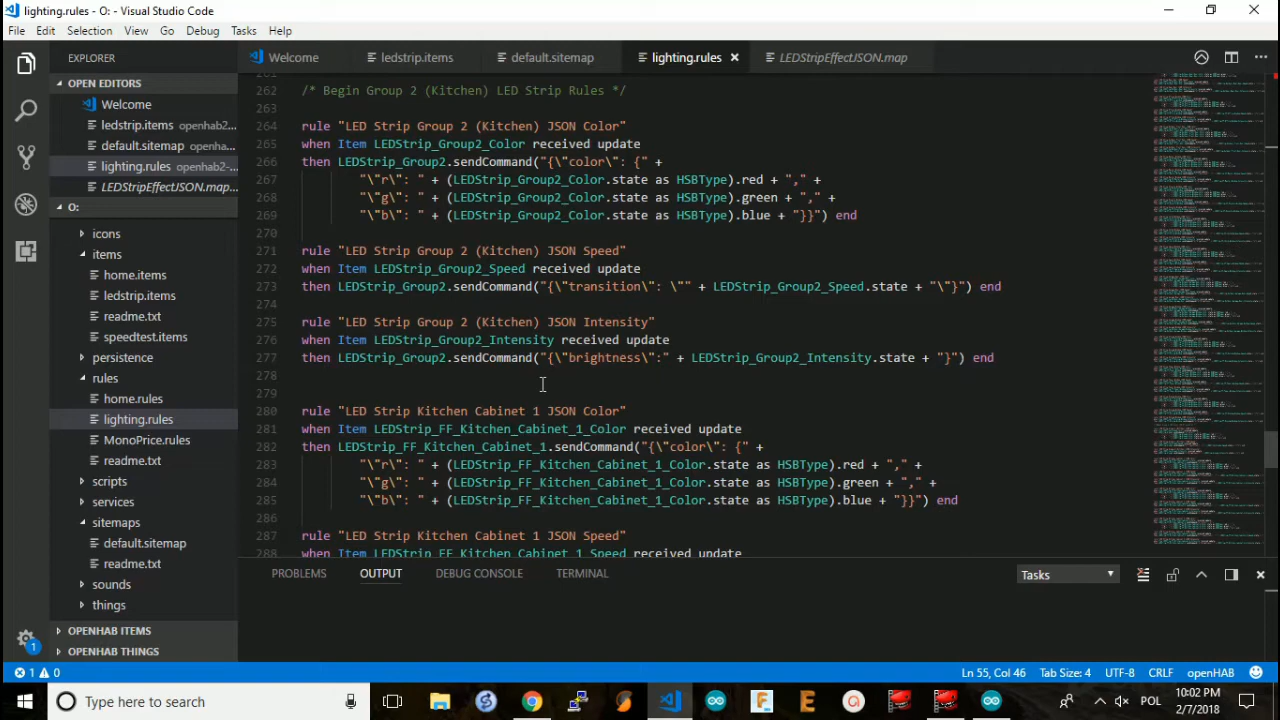 lighting.rules - O: - Visual Studio Code
File Edit Selection View Go Debug Tasks Help
EXPLORER
OPEN EDITORS
Welcome
ledstrip.items openhab2...
default.sitemap openha...
lighting.rules openhab2-...
LEDStripEffectJSON.map...
O:
icons
items
home.items
ledstrip.items
readme.txt
speedtest.items
persistence
rules
home.rules
lighting.rules
MonoPrice.rules
readme.txt
scripts
services
sitemaps
default.sitemap
readme.txt
sounds
things
OPENHAB ITEMS
OPENHAB THINGS
Welcome ledstrip.items default.sitemap lighting.rules LEDStripEffectJSON.map
261
262 /* Begin Group 2 (Kitchen) LED Strip Rules */
263
264 rule "LED Strip Group 2 (Kitchen) JSON Color"
265 when Item LEDStrip_Group2_Color received update
266 then LEDStrip_Group2.sendCommand("{\"color\": {" +
267 "\"r\": " + (LEDStrip_Group2_Color.state as HSBType).red + "," +
268 "\"g\": " + (LEDStrip_Group2_Color.state as HSBType).green + "," +
269 "\"b\": " + (LEDStrip_Group2_Color.state as HSBType).blue + "}}") end
270
271 rule "LED Strip Group 2 (Kitchen) JSON Speed"
272 when Item LEDStrip_Group2_Speed received update
273 then LEDStrip_Group2.sendCommand("{\"transition\": \"" + LEDStrip_Group2_Speed.state + "\"}") end
274
275 rule "LED Strip Group 2 (Kitchen) JSON Intensity"
276 when Item LEDStrip_Group2_Intensity received update
277 then LEDStrip_Group2.sendCommand("{\"brightness\":" + LEDStrip_Group2_Intensity.state + "}") end
278
279
280 rule "LED Strip Kitchen Cabinet 1 JSON Color"
281 when Item LEDStrip_FF_Kitchen_Cabinet_1_Color received update
282 then LEDStrip_FF_Kitchen_Cabinet_1.sendCommand("{\"color\": {" +
283 "\"r\": " + (LEDStrip_FF_Kitchen_Cabinet_1_Color.state as HSBType).red + "," +
284 "\"g\": " + (LEDStrip_FF_Kitchen_Cabinet_1_Color.state as HSBType).green + "," +
285 "\"b\": " + (LEDStrip_FF_Kitchen_Cabinet_1_Color.state as HSBType).blue + "}}") end
286
287 rule "LED Strip Kitchen Cabinet 1 JSON Speed"
288 when Item LEDStrip_FF_Kitchen_Cabinet_1_Speed received update
PROBLEMS OUTPUT DEBUG CONSOLE TERMINAL Tasks
1 0 Ln 55, Col 46 Tab Size: 4 UTF-8 CRLF openHAB
Type here to search
POL
10:02 PM
2/7/2018